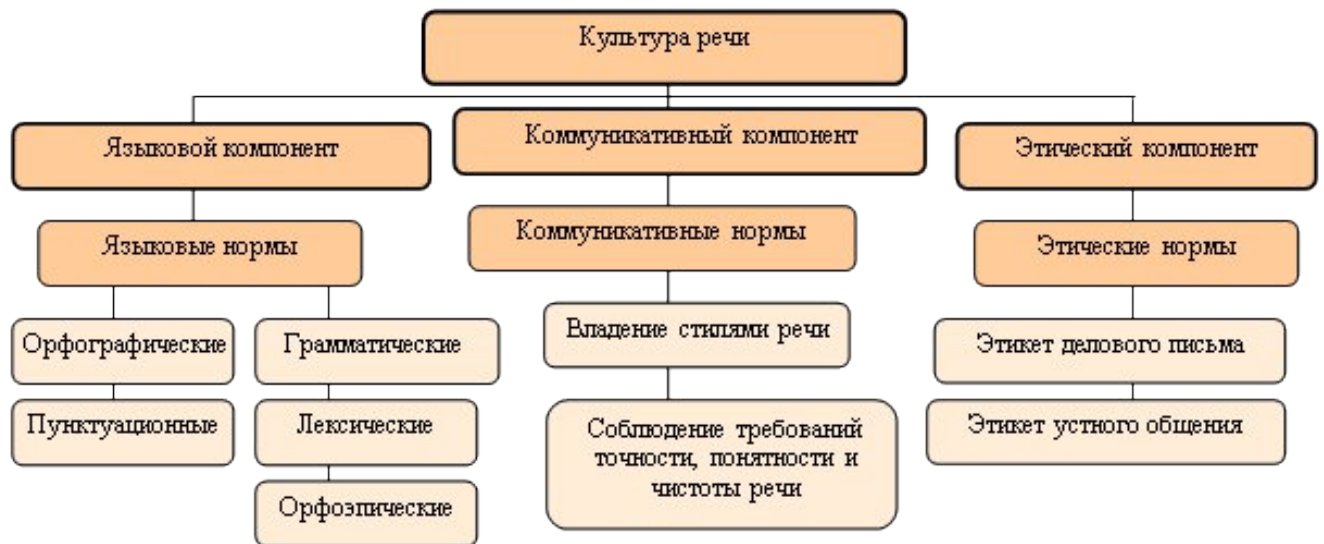 Культура речи
Языковой компонент
Коммуникативный компонент
Этический компонент
Языковые нормы
Коммуникативные нормы
Этические нормы
Орфографические
Грамматические
Владение стилями речи
Этикет делового письма
Пунктуационные
Лексические
Соблюдение требований
точности, понятности и
чистоты речи
Этикет устного общения
Орфоэпические